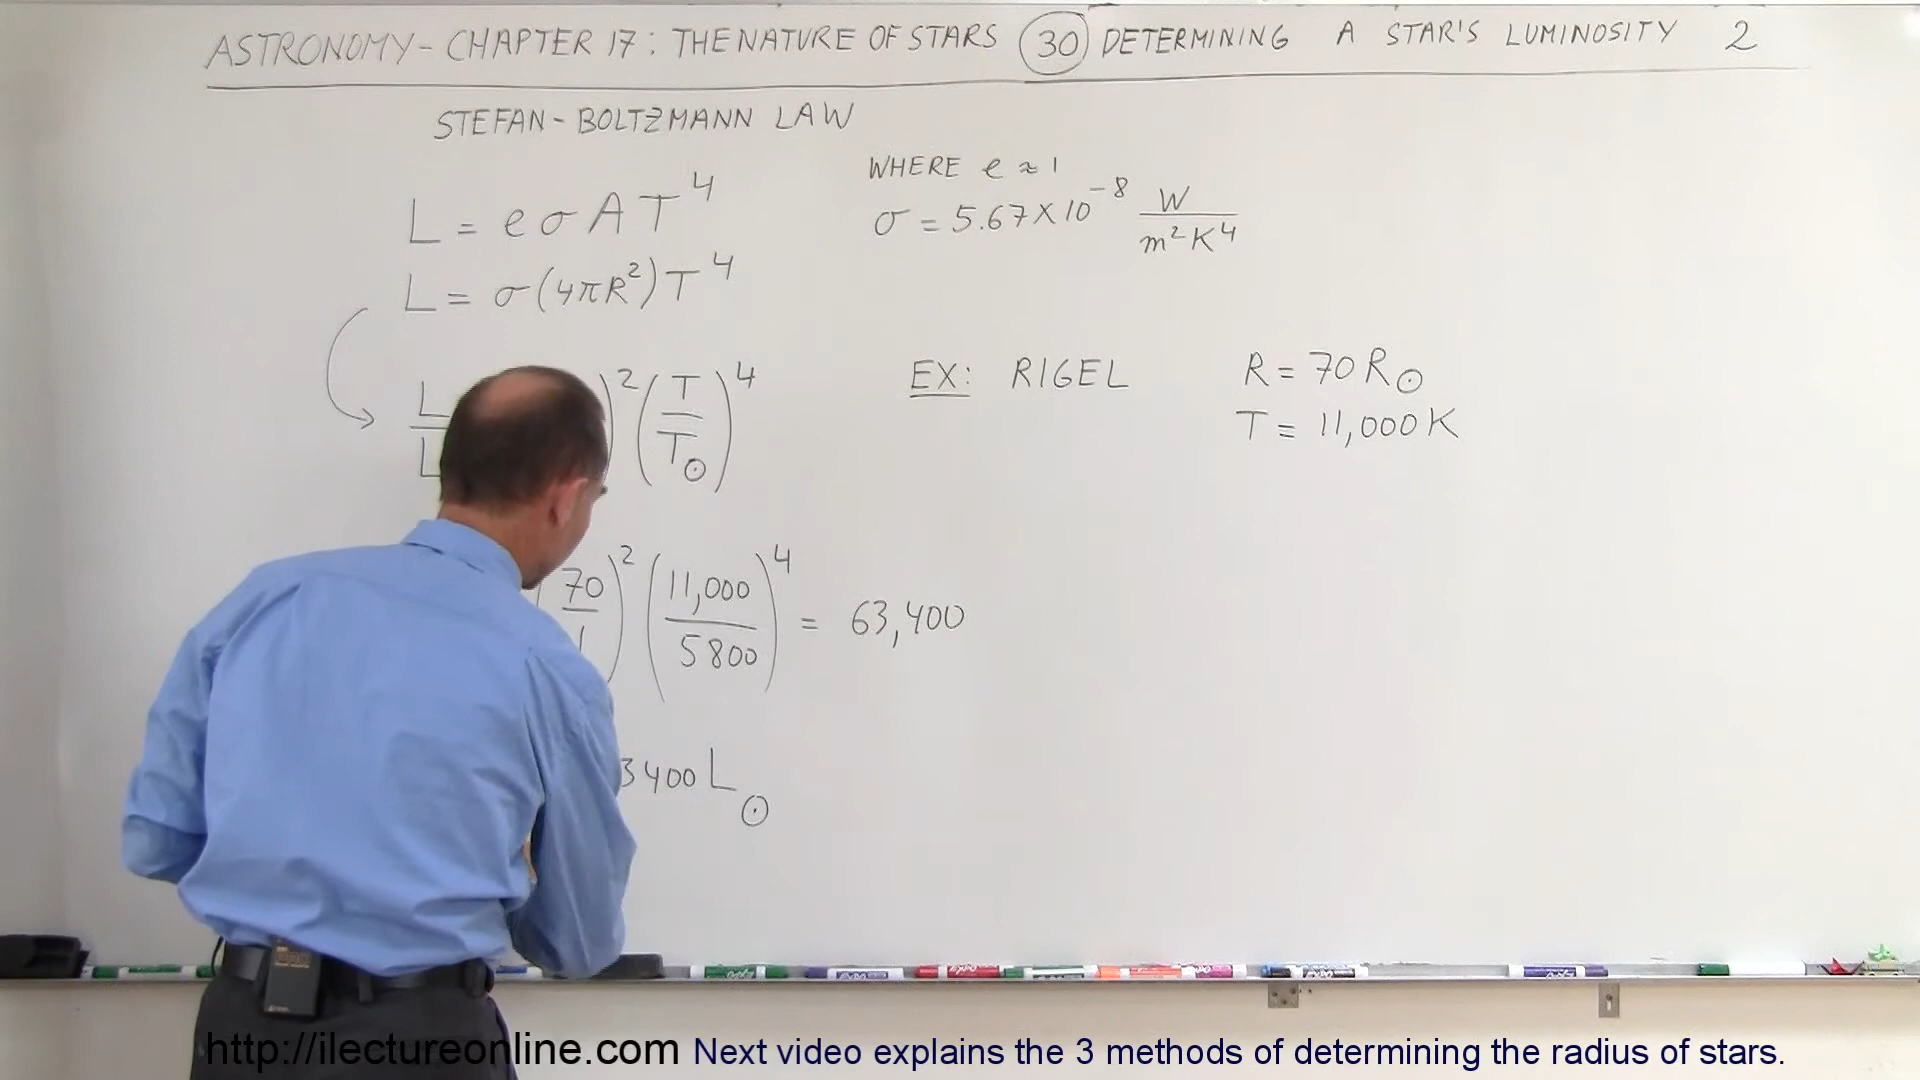 ASTRONOMY - CHAPTER 17: THE NATURE OF STARS (30) DETERMINING A STAR'S LUMINOSITY 2
STEFAN - BOLTZMANN LAW
WHERE e ≈ 1
L = e σ A T⁴
σ = 5.67 × 10⁻⁸ W/m²K⁴
L = σ(4πR²)T⁴
L/L )² (T/T⊙)⁴
EX: RIGEL R = 70 R⊙
T = 11,000 K
(70/1)² (11,000/5800)⁴ = 63,400
3400 L⊙
http://ilectureonline.com Next video explains the 3 methods of determining the radius of stars.